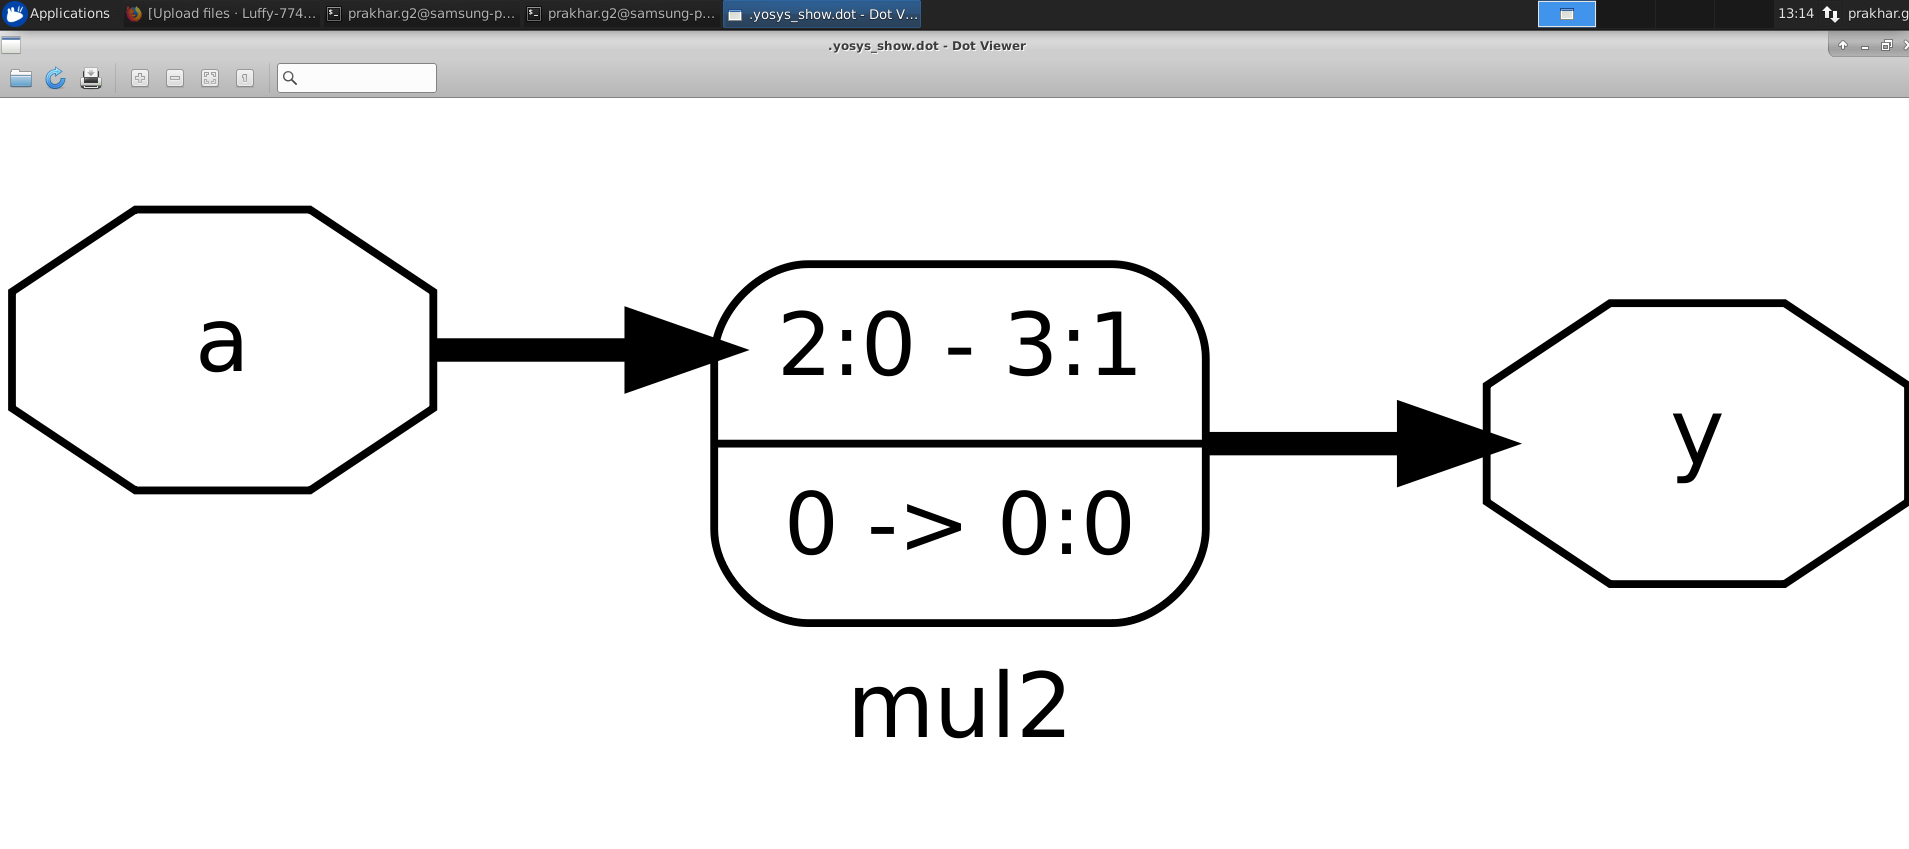 Applications
[Upload files · Luffy-774...
prakhar.g2@samsung-p...
prakhar.g2@samsung-p...
.yosys_show.dot - Dot V...
13:14
prakhar.g
.yosys_show.dot - Dot Viewer
a
2:0 - 3:1
0 -> 0:0
y
mul2